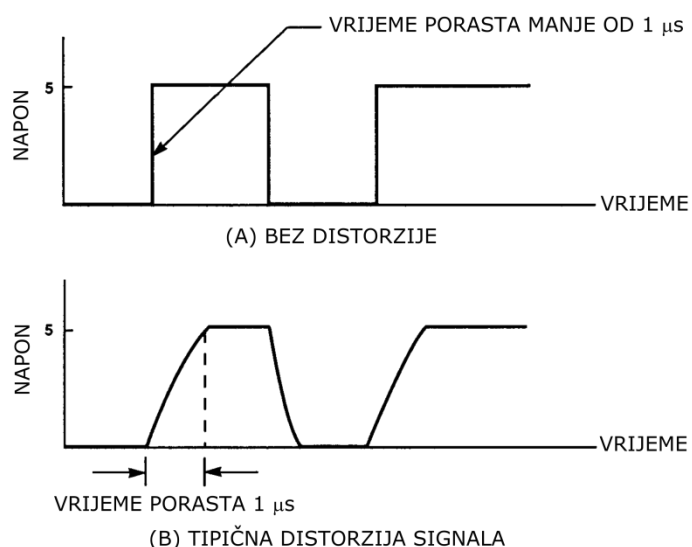 VRIJEME PORASTA MANJE OD 1 μs
5
NAPON
VRIJEME
(A) BEZ DISTORZIJE
5
NAPON
VRIJEME
VRIJEME PORASTA 1 μs
(B) TIPIČNA DISTORZIJA SIGNALA